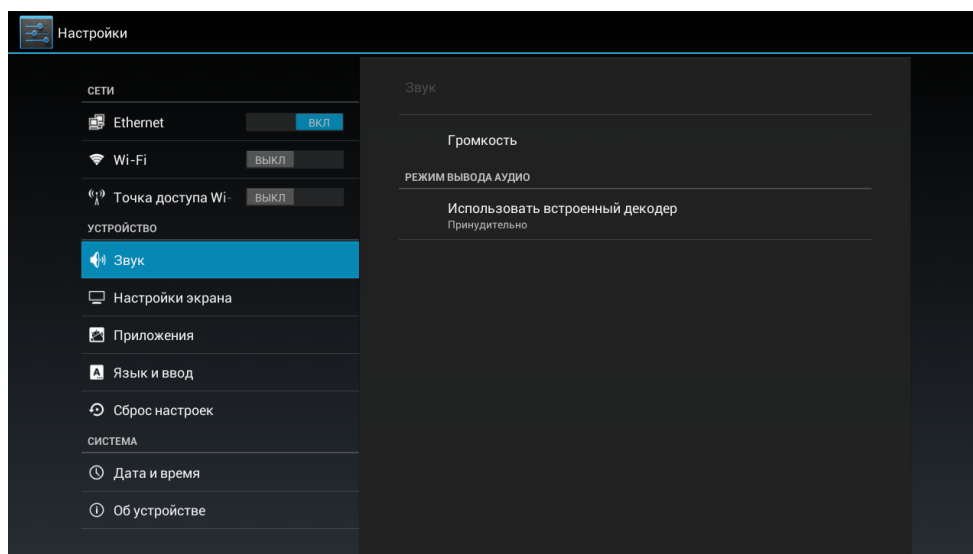 Настройки
СЕТИ
Ethernet
ВКЛ
Wi-Fi
ВЫКЛ
Точка доступа Wi-
ВЫКЛ
УСТРОЙСТВО
Звук
Настройки экрана
Приложения
Язык и ввод
Сброс настроек
СИСТЕМА
Дата и время
Об устройстве
Звук
Громкость
РЕЖИМ ВЫВОДА АУДИО
Использовать встроенный декодер
Принудительно